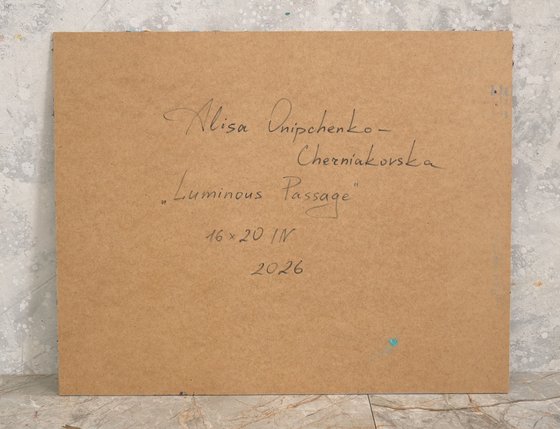 Alisa Onipchenko-
Cherniakovska
„Luminous Passage"
16×20 IN
2026